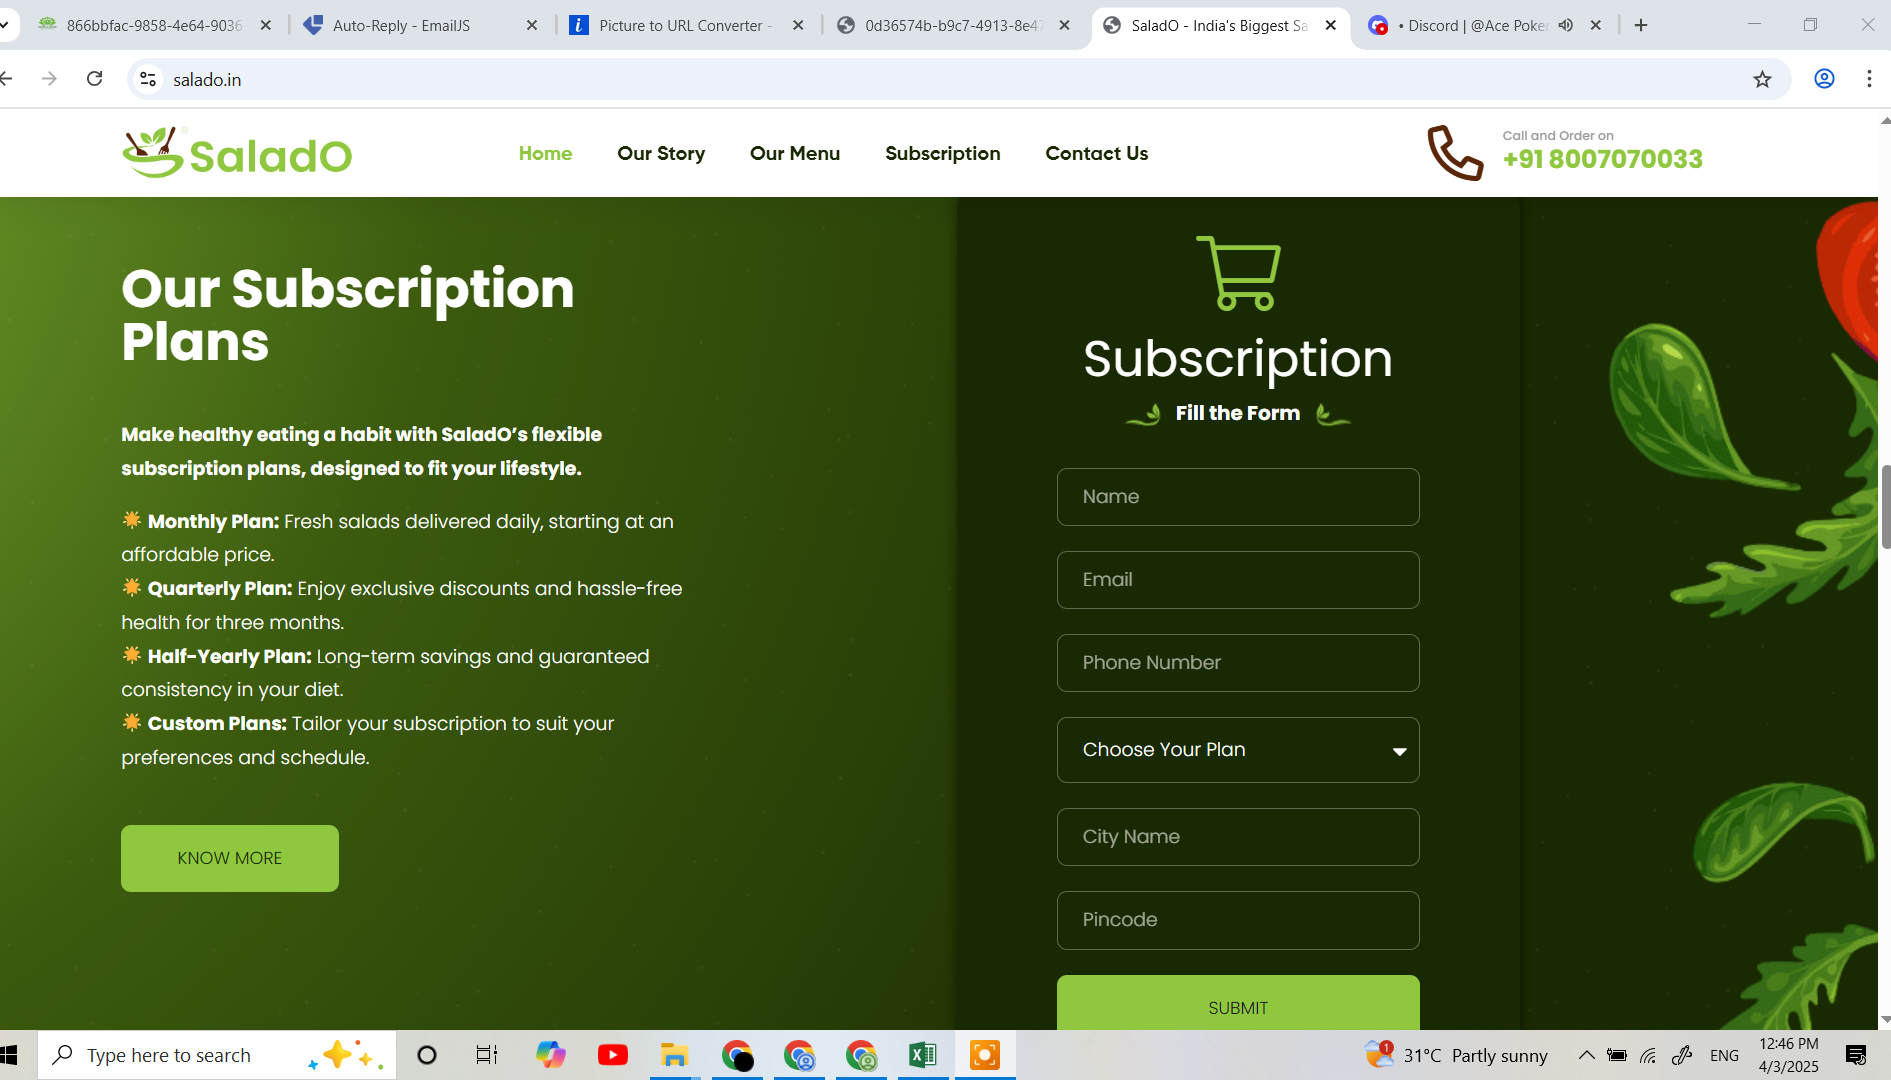 866bbfac-9858-4e64-9036
Auto-Reply - EmailJS
Picture to URL Converter -
0d36574b-b9c7-4913-8e47
SaladO - India's Biggest Sa
• Discord | @Ace Poker
salado.in
SaladO
Home
Our Story
Our Menu
Subscription
Contact Us
Call and Order on
+91 8007070033
Our Subscription
Plans
Make healthy eating a habit with SaladO’s flexible
subscription plans, designed to fit your lifestyle.
Monthly Plan: Fresh salads delivered daily, starting at an
affordable price.
Quarterly Plan: Enjoy exclusive discounts and hassle-free
health for three months.
Half-Yearly Plan: Long-term savings and guaranteed
consistency in your diet.
Custom Plans: Tailor your subscription to suit your
preferences and schedule.
KNOW MORE
Subscription
Fill the Form
Name
Email
Phone Number
Choose Your Plan
City Name
Pincode
SUBMIT
Type here to search
1
31°C Partly sunny
ENG
12:46 PM
4/3/2025